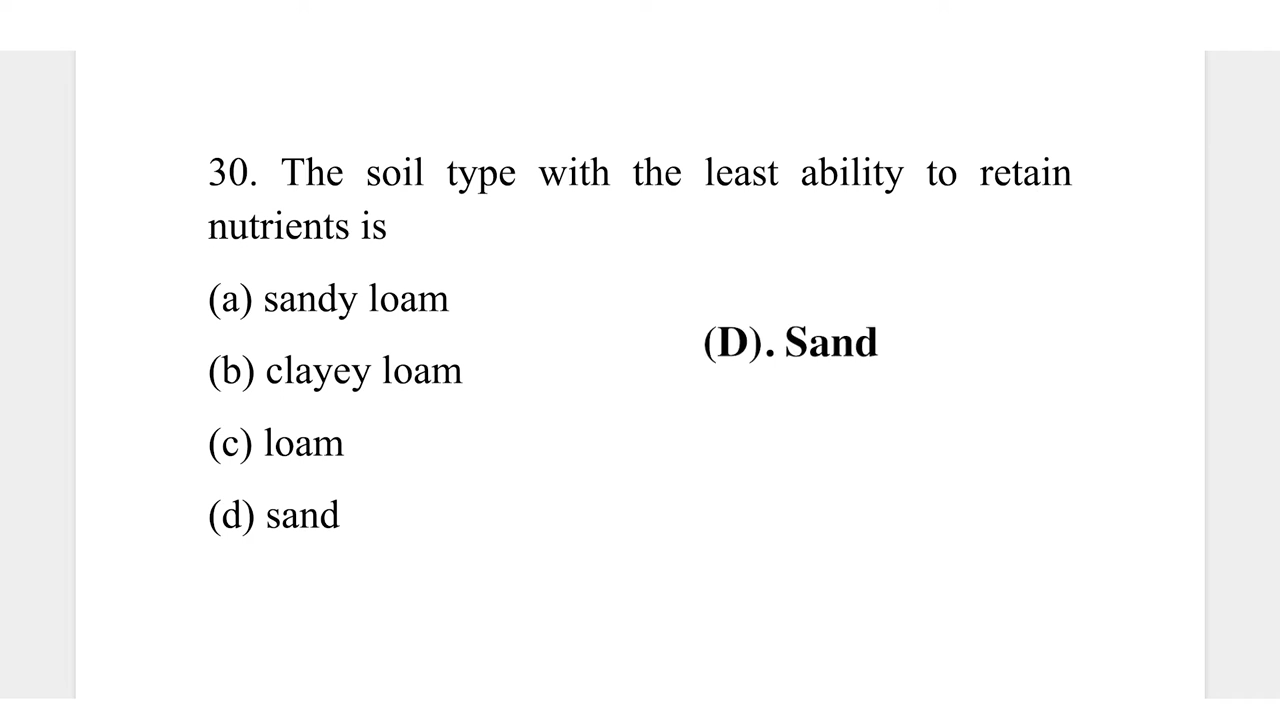 30. The soil type with the least ability to retain
nutrients is
(a) sandy loam
(b) clayey loam
(c) loam
(d) sand
(D). Sand